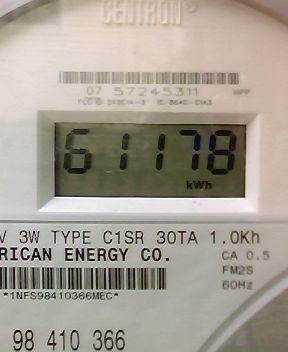 CENTRON®
07 57245311
61178
kWh
V 3W TYPE C1SR 30TA 1.0Kh
RICAN ENERGY CO.
CA 0.5
FM2S
60Hz
*1NFS98410366MEC*
98 410 366